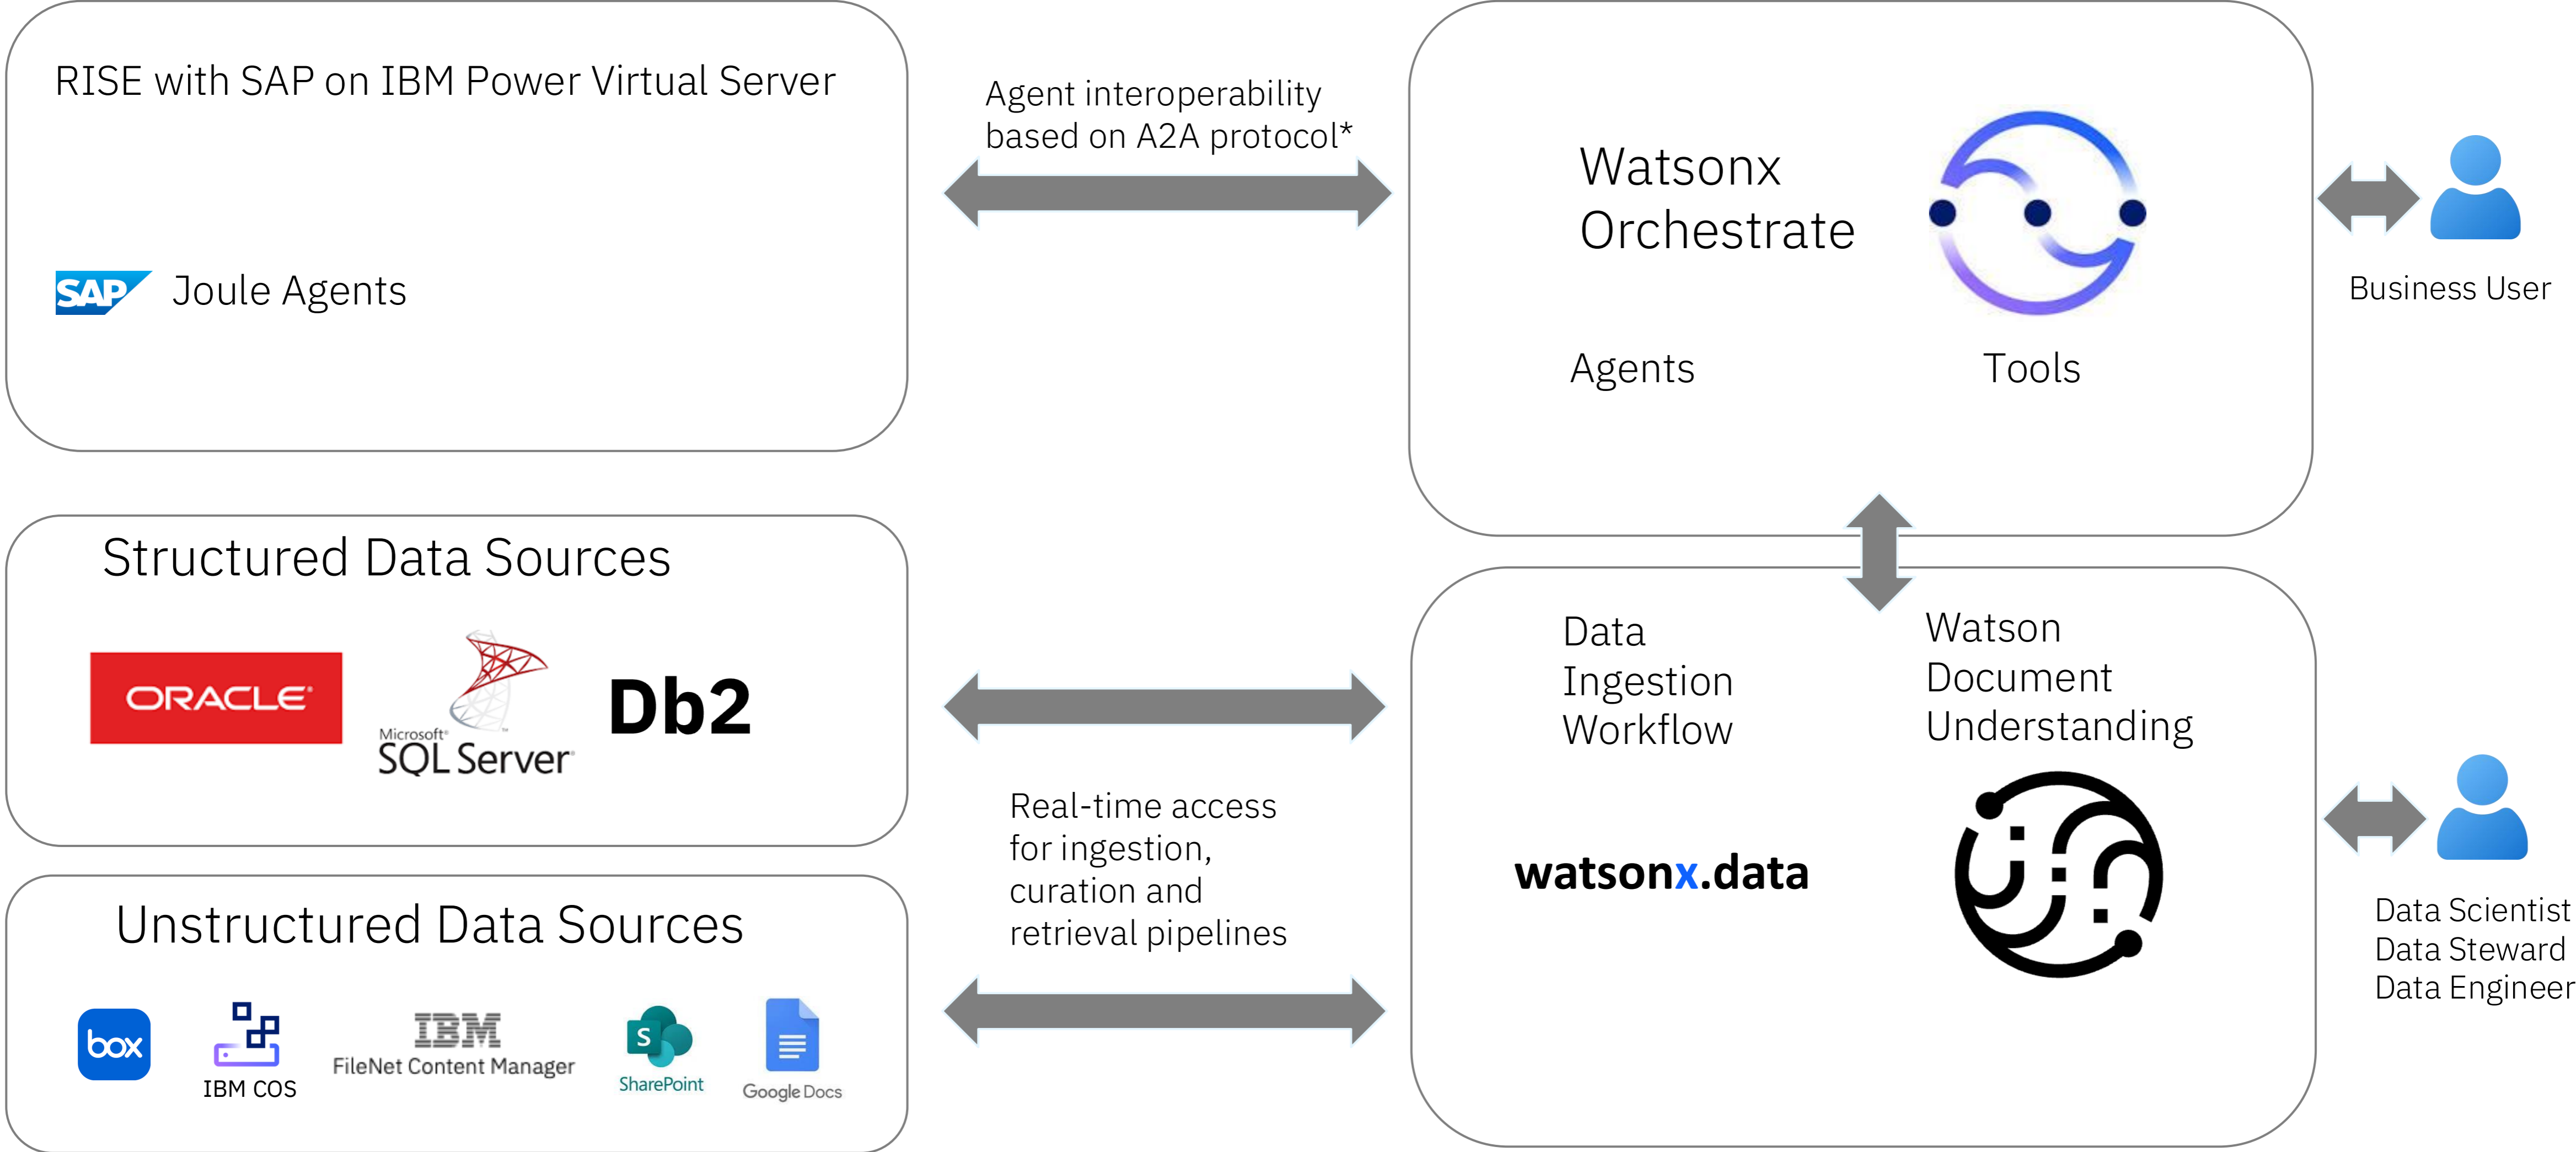 RISE with SAP on IBM Power Virtual Server
SAP Joule Agents
Agent interoperability
based on A2A protocol*
Watsonx
Orchestrate
Agents
Tools
Business User
Structured Data Sources
ORACLE®
Microsoft®
SQL Server®
Db2
Real-time access
for ingestion,
curation and
retrieval pipelines
Unstructured Data Sources
box
IBM COS
IBM
FileNet Content Manager
S
SharePoint
Google Docs
Data
Ingestion
Workflow
Watson
Document
Understanding
watsonx.data
Data Scientist
Data Steward
Data Engineer